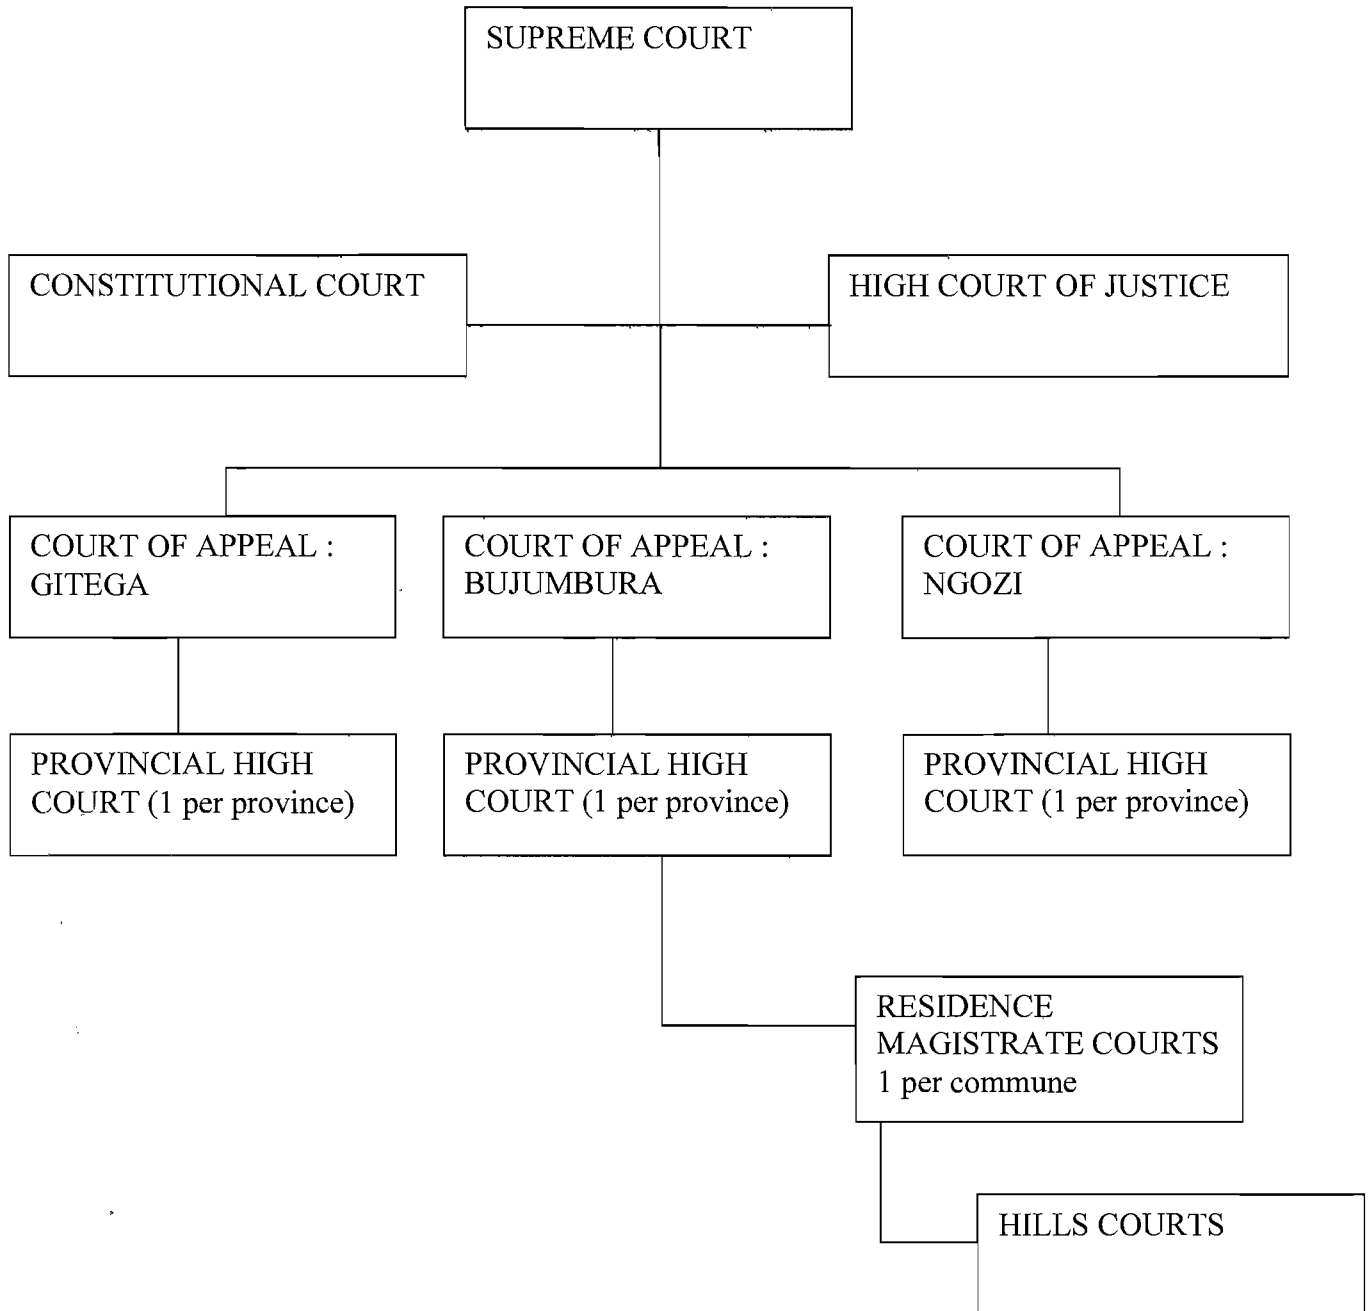 SUPREME COURT
CONSTITUTIONAL COURT
HIGH COURT OF JUSTICE
COURT OF APPEAL :
GITEGA
COURT OF APPEAL :
BUJUMBURA
COURT OF APPEAL :
NGOZI
PROVINCIAL HIGH
COURT (1 per province)
PROVINCIAL HIGH
COURT (1 per province)
PROVINCIAL HIGH
COURT (1 per province)
RESIDENCE
MAGISTRATE COURTS
1 per commune
HILLS COURTS